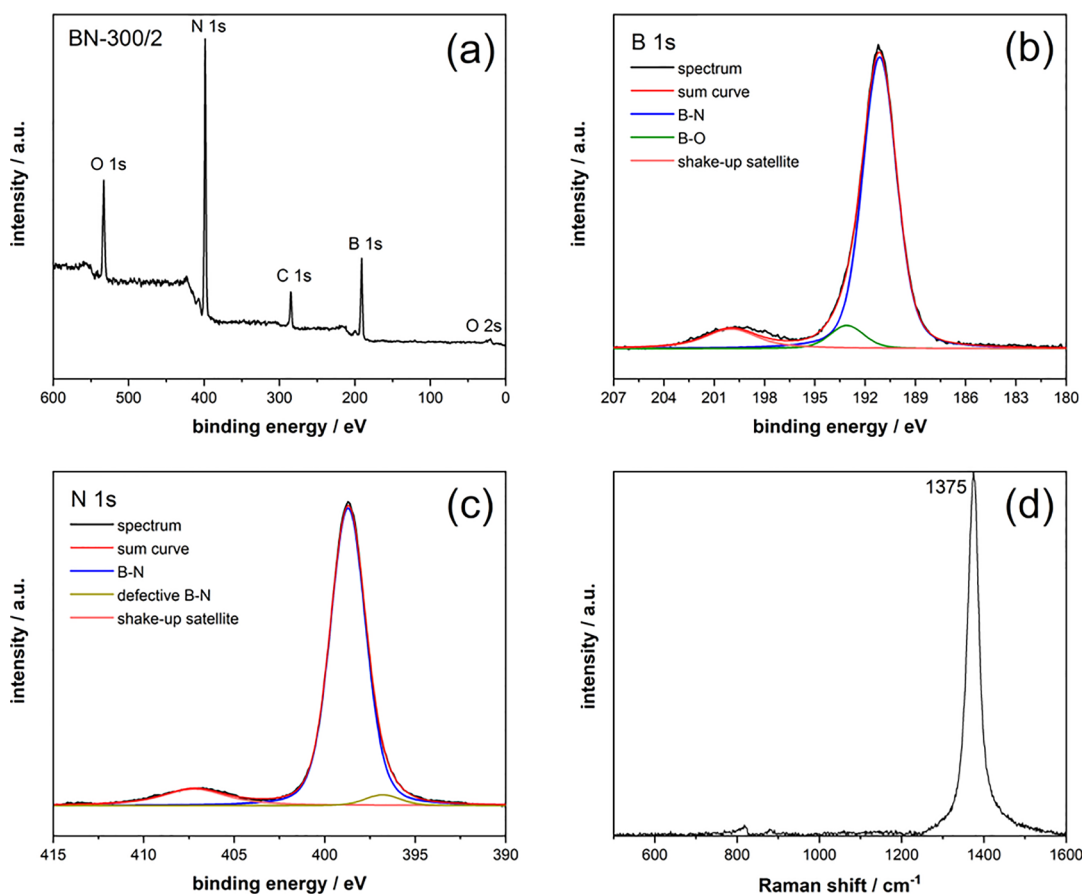 BN-300/2
(a)
N 1s
O 1s
C 1s
B 1s
O 2s
intensity / a.u.
600 500 400 300 200 100 0
binding energy / eV
B 1s
(b)
spectrum
sum curve
B-N
B-O
shake-up satellite
intensity / a.u.
207 204 201 198 195 192 189 186 183 180
binding energy / eV
N 1s
(c)
spectrum
sum curve
B-N
defective B-N
shake-up satellite
intensity / a.u.
415 410 405 400 395 390
binding energy / eV
1375
(d)
intensity / a.u.
600 800 1000 1200 1400 1600
Raman shift / cm⁻¹